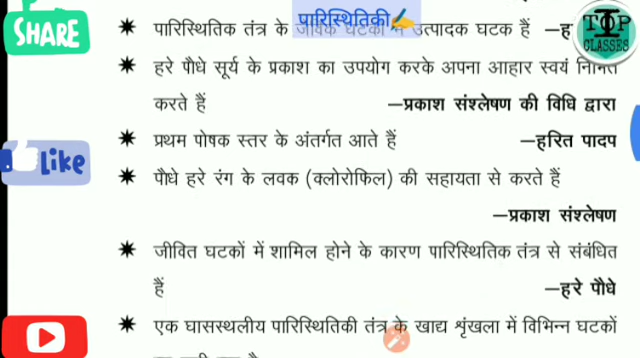 SHARE
पारिस्थितिकी✍
TOP
CLASSES
✷ पारिस्थितिक तंत्र के जैविक घटकों में उत्पादक घटक हैं
✷ हरे पौधे सूर्य के प्रकाश का उपयोग करके अपना आहार स्वयं निर्मित
करते हैं —प्रकाश संश्लेषण की विधि द्वारा
✷ प्रथम पोषक स्तर के अंतर्गत आते हैं —हरित पादप
Like
✷ पौधे हरे रंग के लवक (क्लोरोफिल) की सहायता से करते हैं
—प्रकाश संश्लेषण
✷ जीवित घटकों में शामिल होने के कारण पारिस्थितिक तंत्र से संबंधित
हैं —हरे पौधे
✷ एक घासस्थलीय पारिस्थितिकी तंत्र के खाद्य शृंखला में विभिन्न घटकों